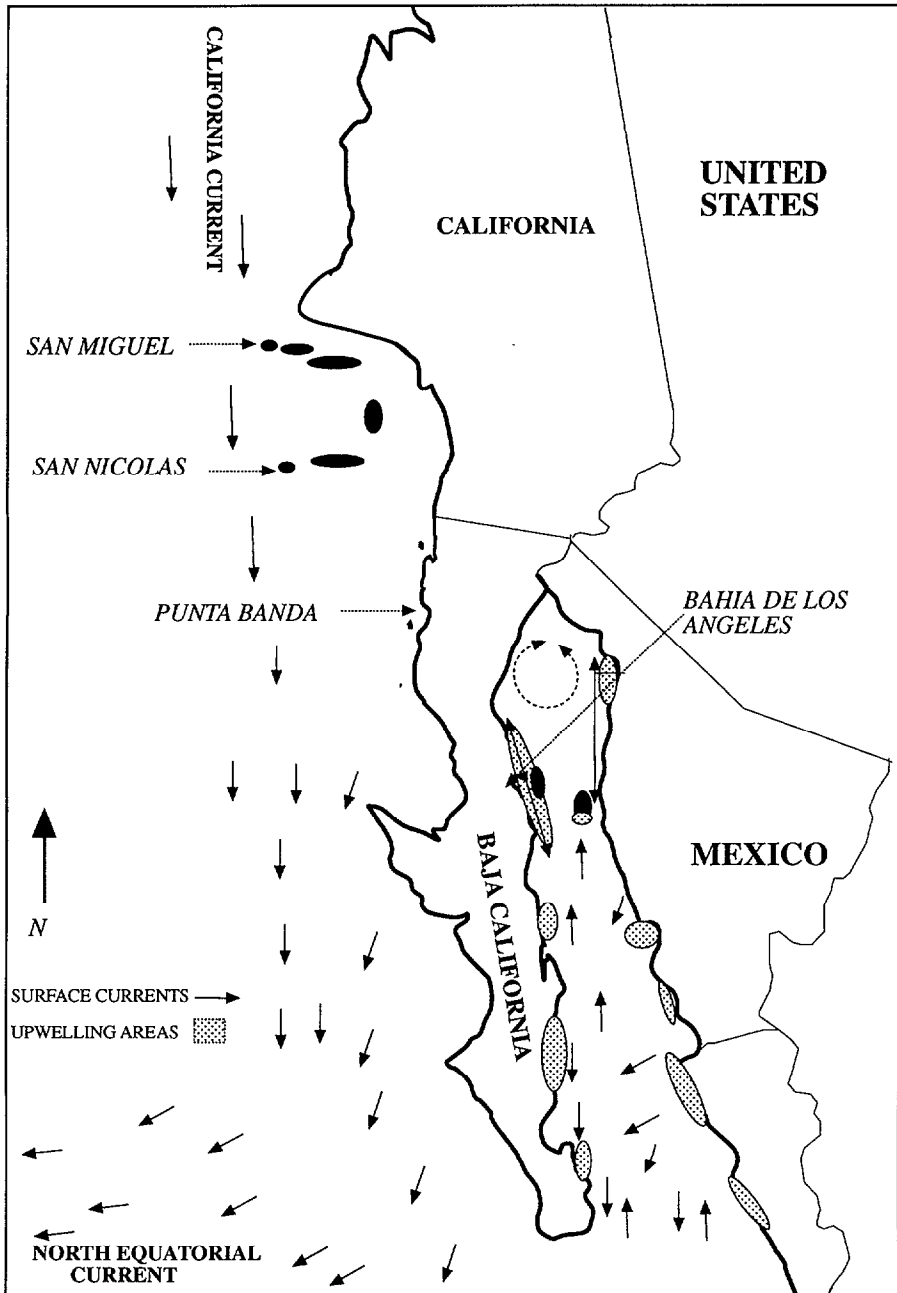 CALIFORNIA CURRENT
UNITED
STATES
CALIFORNIA
SAN MIGUEL
SAN NICOLAS
PUNTA BANDA
BAHIA DE LOS
ANGELES
MEXICO
BAJA CALIFORNIA
N
SURFACE CURRENTS
UPWELLING AREAS
NORTH EQUATORIAL
CURRENT